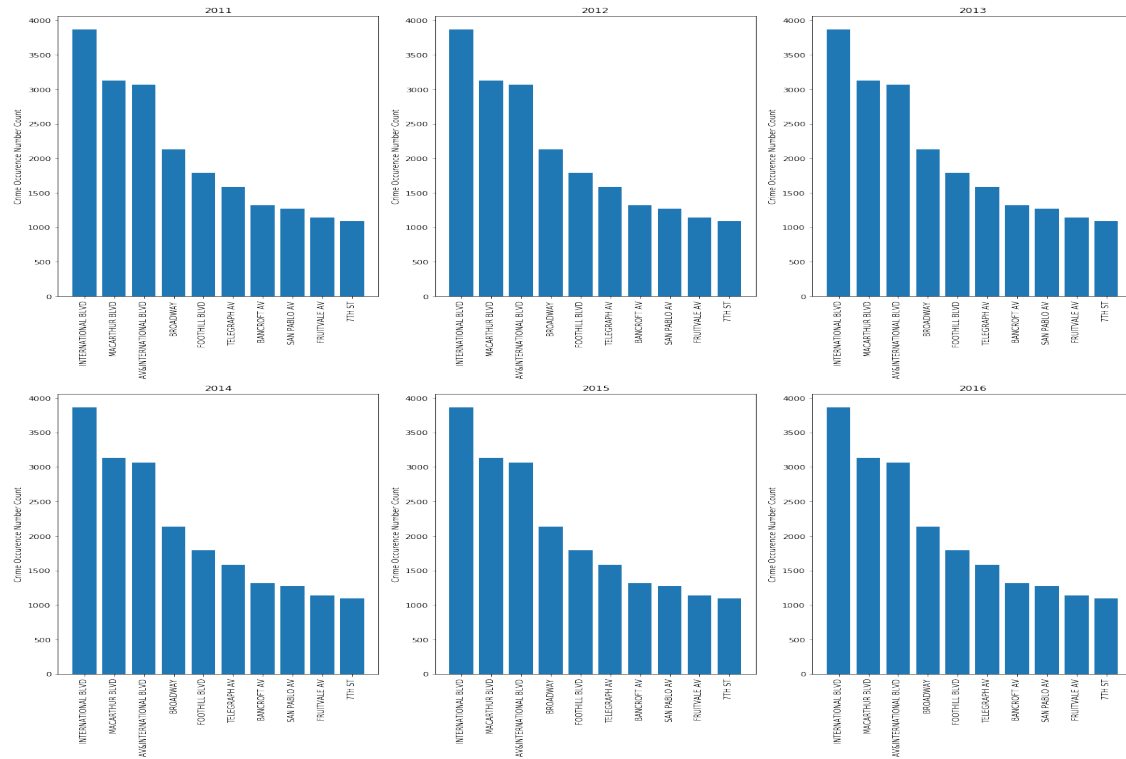 2011
4000
3500
3000
2500
2000
1500
1000
500
0
Crime Occurence Number Count
INTERNATIONAL BLVD
MACARTHUR BLVD
AV&INTERNATIONAL BLVD
BROADWAY
FOOTHILL BLVD
TELEGRAPH AV
BANCROFT AV
SAN PABLO AV
FRUITVALE AV
7TH ST
2012
4000
3500
3000
2500
2000
1500
1000
500
0
Crime Occurence Number Count
INTERNATIONAL BLVD
MACARTHUR BLVD
AV&INTERNATIONAL BLVD
BROADWAY
FOOTHILL BLVD
TELEGRAPH AV
BANCROFT AV
SAN PABLO AV
FRUITVALE AV
7TH ST
2013
4000
3500
3000
2500
2000
1500
1000
500
0
Crime Occurence Number Count
INTERNATIONAL BLVD
MACARTHUR BLVD
AV&INTERNATIONAL BLVD
BROADWAY
FOOTHILL BLVD
TELEGRAPH AV
BANCROFT AV
SAN PABLO AV
FRUITVALE AV
7TH ST
2014
4000
3500
3000
2500
2000
1500
1000
500
0
Crime Occurence Number Count
INTERNATIONAL BLVD
MACARTHUR BLVD
AV&INTERNATIONAL BLVD
BROADWAY
FOOTHILL BLVD
TELEGRAPH AV
BANCROFT AV
SAN PABLO AV
FRUITVALE AV
7TH ST
2015
4000
3500
3000
2500
2000
1500
1000
500
0
Crime Occurence Number Count
INTERNATIONAL BLVD
MACARTHUR BLVD
AV&INTERNATIONAL BLVD
BROADWAY
FOOTHILL BLVD
TELEGRAPH AV
BANCROFT AV
SAN PABLO AV
FRUITVALE AV
7TH ST
2016
4000
3500
3000
2500
2000
1500
1000
500
0
Crime Occurence Number Count
INTERNATIONAL BLVD
MACARTHUR BLVD
AV&INTERNATIONAL BLVD
BROADWAY
FOOTHILL BLVD
TELEGRAPH AV
BANCROFT AV
SAN PABLO AV
FRUITVALE AV
7TH ST